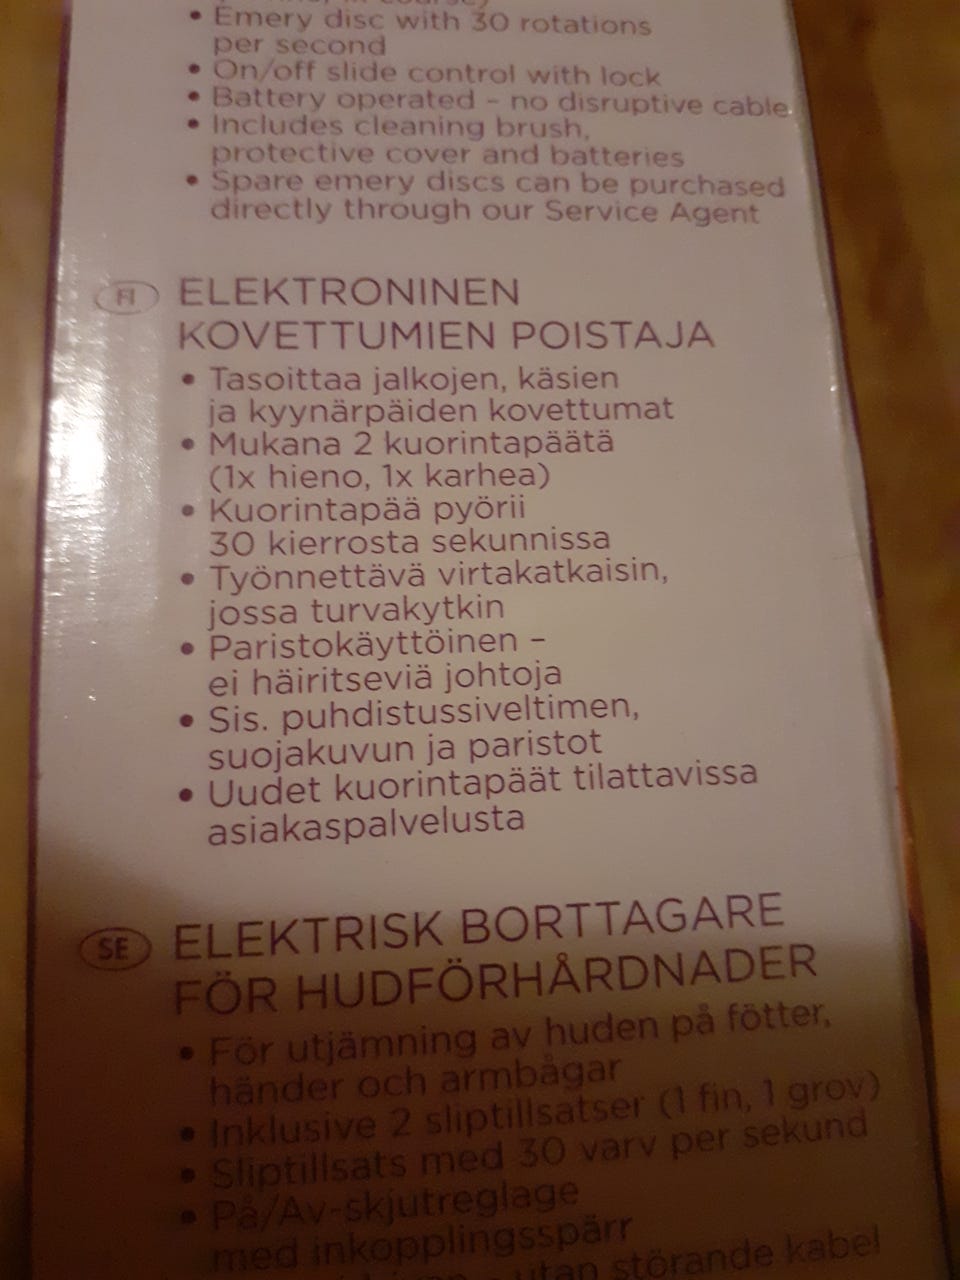 • Emery disc with 30 rotations
per second
• On/off slide control with lock
• Battery operated – no disruptive cable
• Includes cleaning brush,
protective cover and batteries
• Spare emery discs can be purchased
directly through our Service Agent
FI ELEKTRONINEN
KOVETTUMIEN POISTAJA
• Tasoittaa jalkojen, käsien
ja kyynärpäiden kovettumat
• Mukana 2 kuorintapäätä
(1x hieno, 1x karhea)
• Kuorintapää pyörii
30 kierrosta sekunnissa
• Työnnettävä virtakatkaisin,
jossa turvakytkin
• Paristokäyttöinen –
ei häiritseviä johtoja
• Sis. puhdistussiveltimen,
suojakuvun ja paristot
• Uudet kuorintapäät tilattavissa
asiakaspalvelusta
SE ELEKTRISK BORTTAGARE
FÖR HUDFÖRHÅRDNADER
• För utjämning av huden på fötter,
händer och armbågar
• Inklusive 2 sliptillsatser (1 fin, 1 grov)
• Sliptillsats med 30 varv per sekund
• På/Av-skjutreglage
med inkopplingsspärr
utan störande kabel